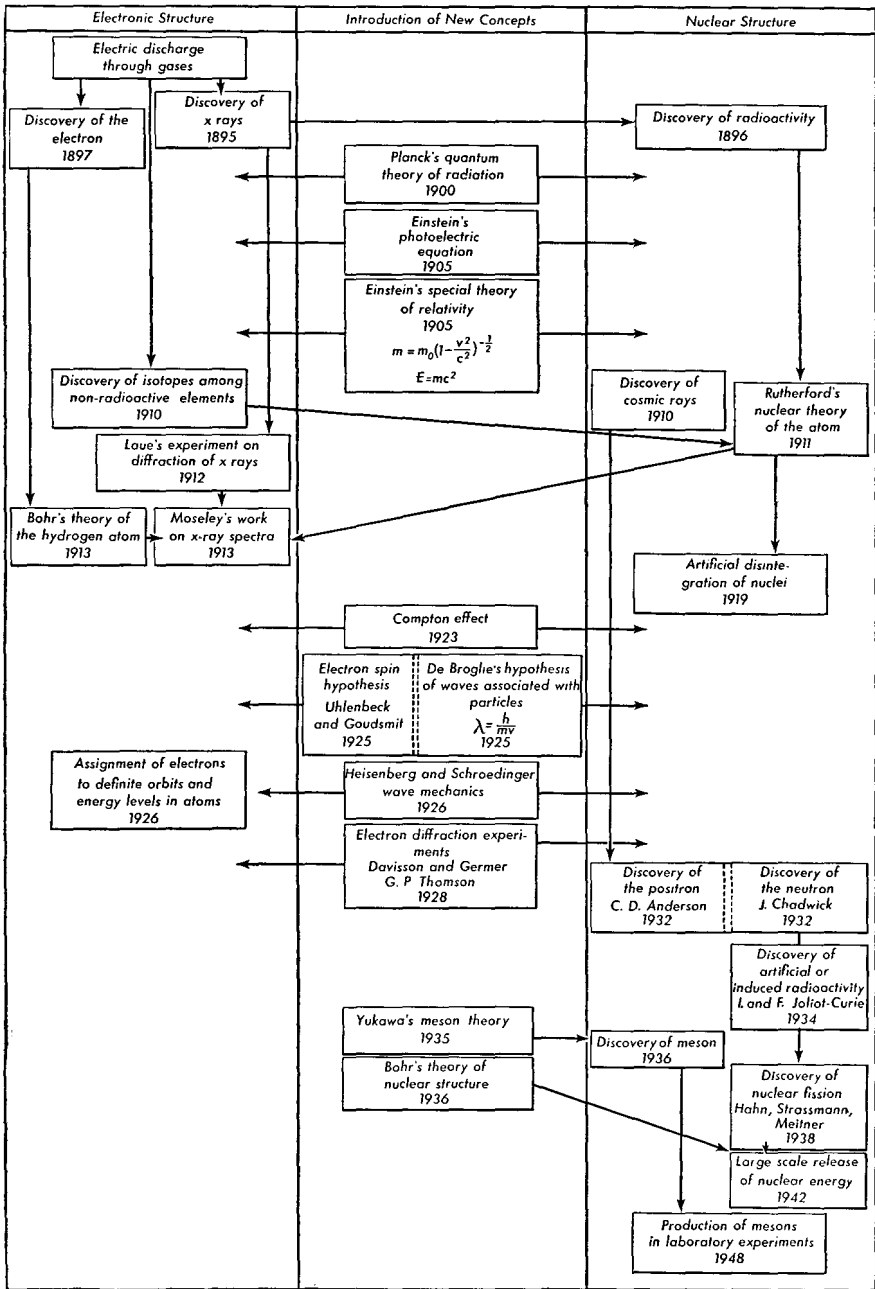 Electronic Structure
Introduction of New Concepts
Nuclear Structure
Electric discharge
through gases
Discovery of
x rays
1895
Discovery of the
electron
1897
Discovery of radioactivity
1896
Planck's quantum
theory of radiation
1900
Einstein's
photoelectric
equation
1905
Einstein's special theory
of relativity
1905
m = m₀(1-v²/c²)^-1/2
E=mc²
Discovery of isotopes among
non-radioactive elements
1910
Discovery of
cosmic rays
1910
Rutherford's
nuclear theory
of the atom
1911
Laue's experiment on
diffraction of x rays
1912
Bohr's theory of
the hydrogen atom
1913
Moseley's work
on x-ray spectra
1913
Artificial disinte-
gration of nuclei
1919
Compton effect
1923
Electron spin
hypothesis
Uhlenbeck
and Goudsmit
1925
De Broglie's hypothesis
of waves associated with
particles
λ=h/mv
1925
Assignment of electrons
to definite orbits and
energy levels in atoms
1926
Heisenberg and Schroedinger
wave mechanics
1926
Electron diffraction experi-
ments
Davisson and Germer
G. P Thomson
1928
Discovery of
the positron
C. D. Anderson
1932
Discovery of
the neutron
J. Chadwick
1932
Discovery of
artificial or
induced radioactivity
I. and F. Joliot-Curie
1934
Yukawa's meson theory
1935
Discovery of meson
1936
Bohr's theory of
nuclear structure
1936
Discovery of
nuclear fission
Hahn, Strassmann,
Meitner
1938
Large scale release
of nuclear energy
1942
Production of mesons
in laboratory experiments
1948